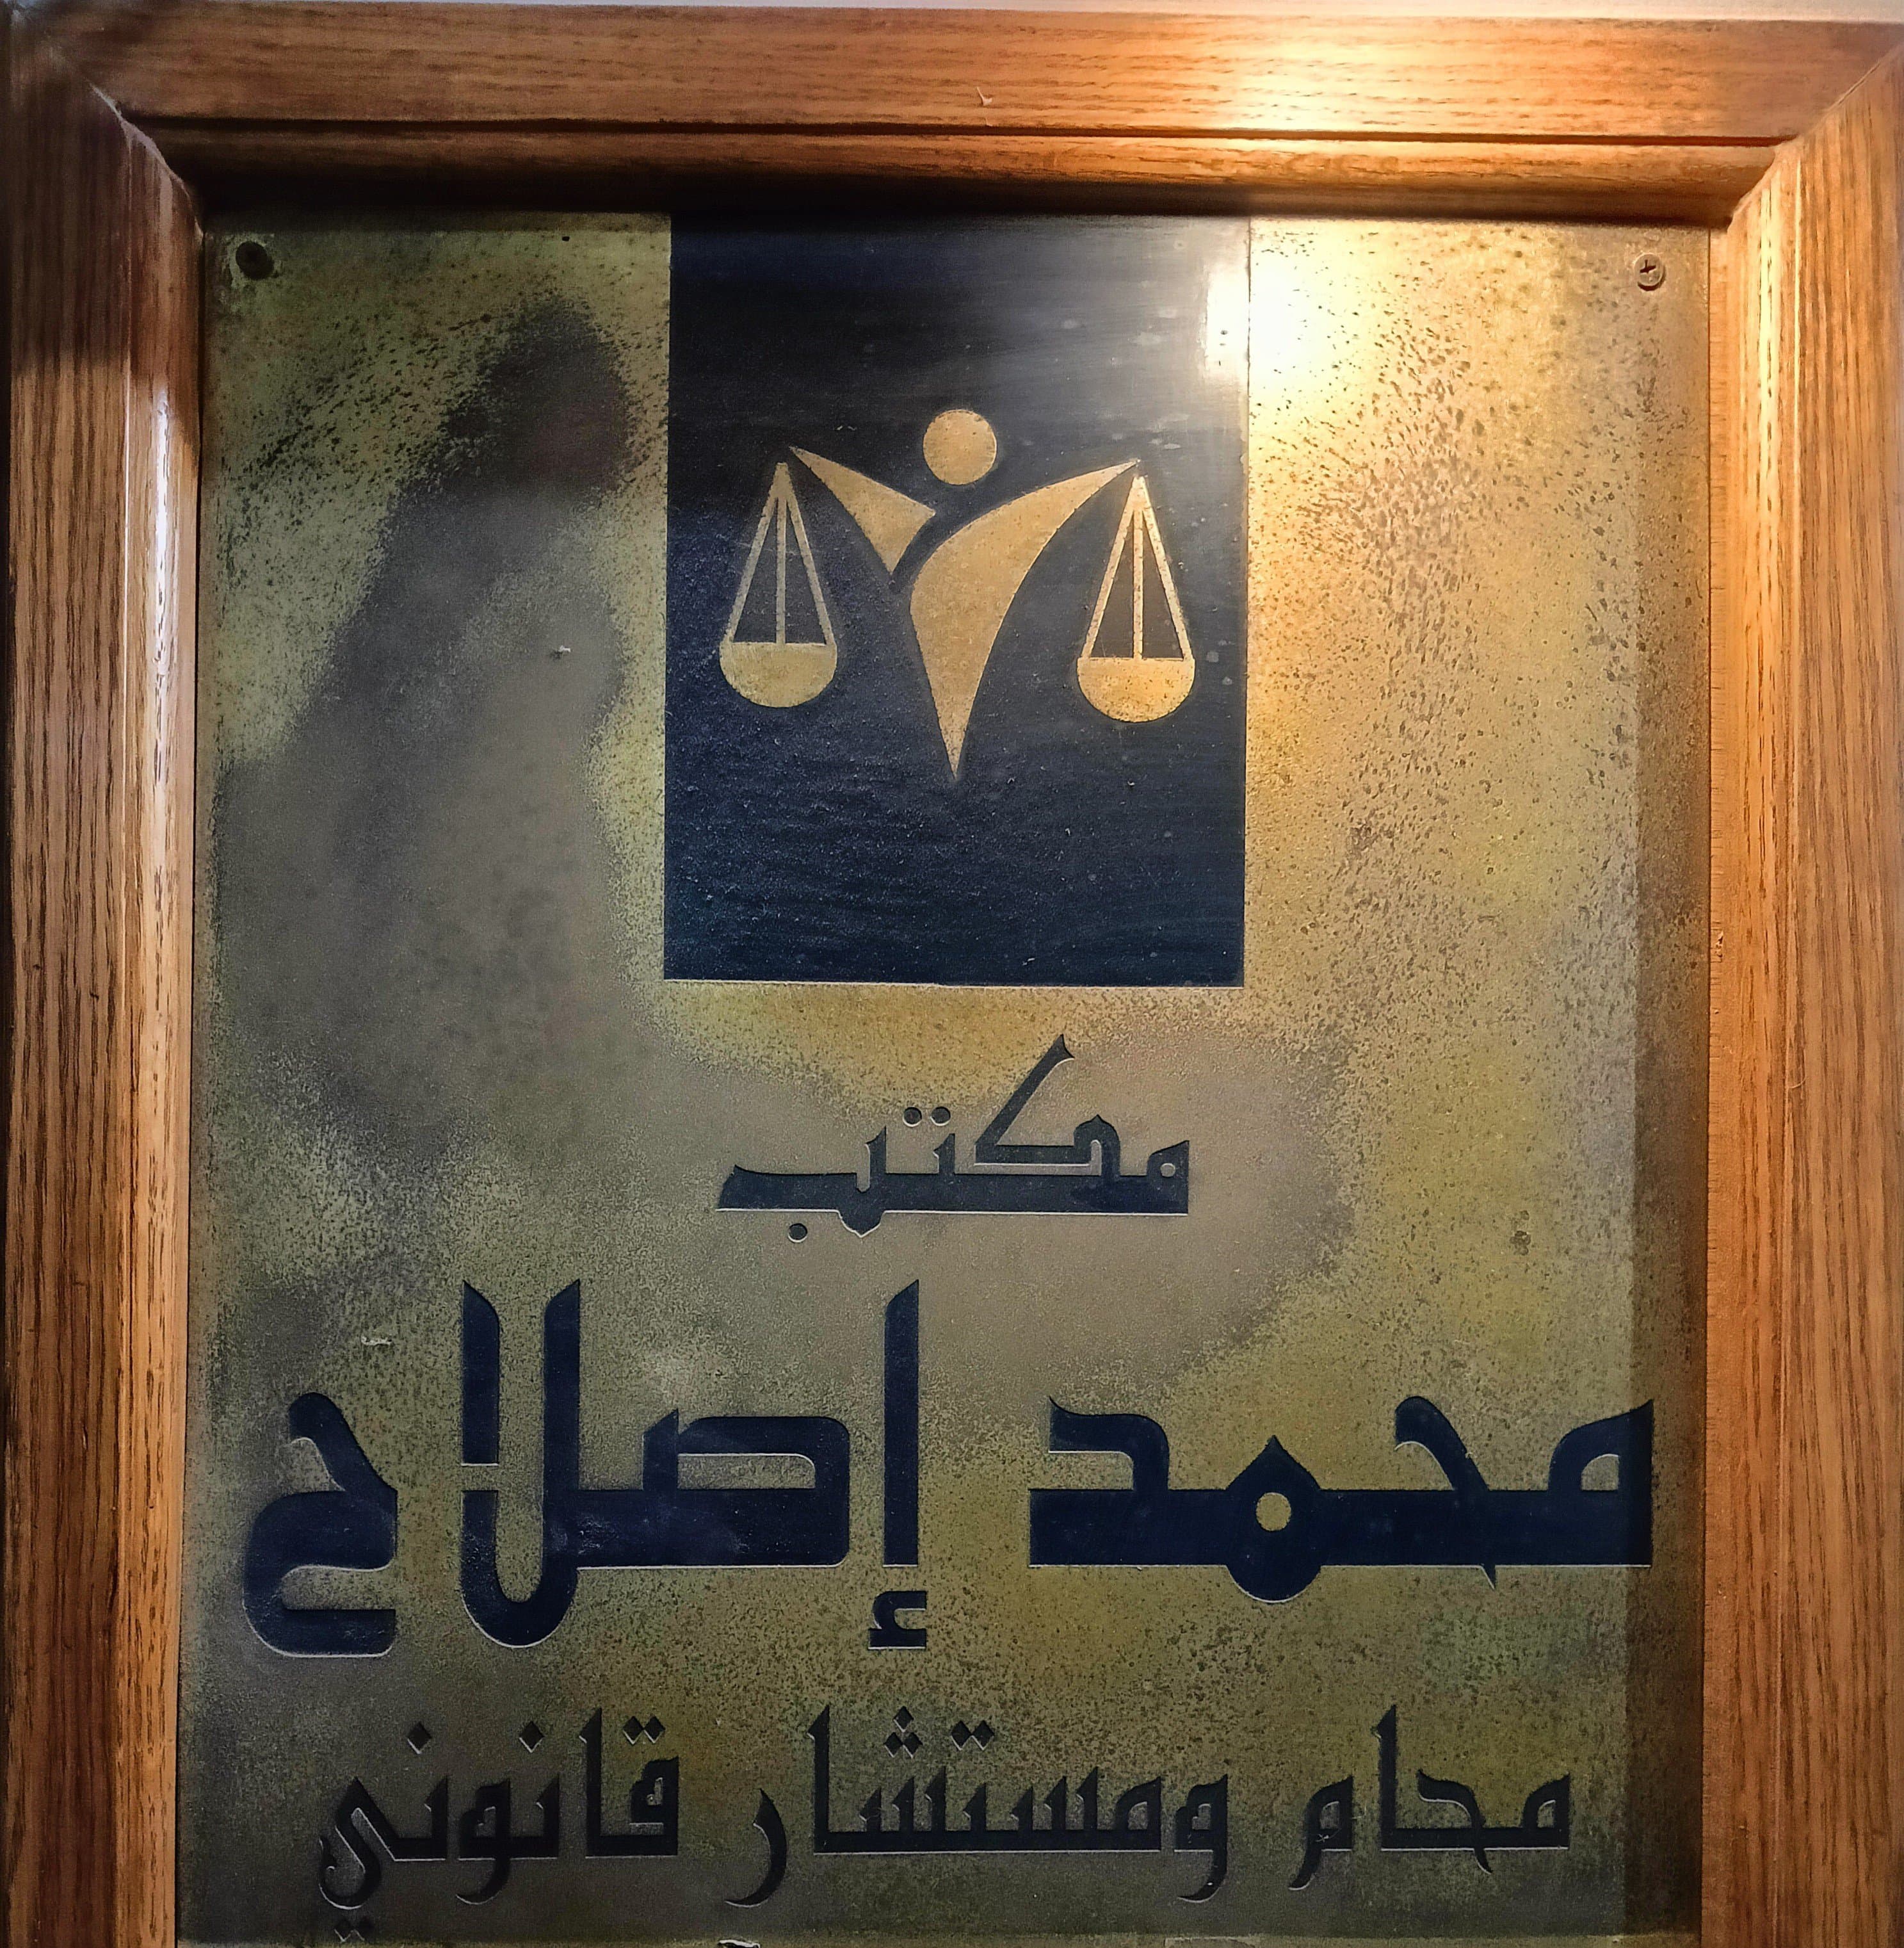 مكتب
محمد إصلاح
محام ومستشار قانوني